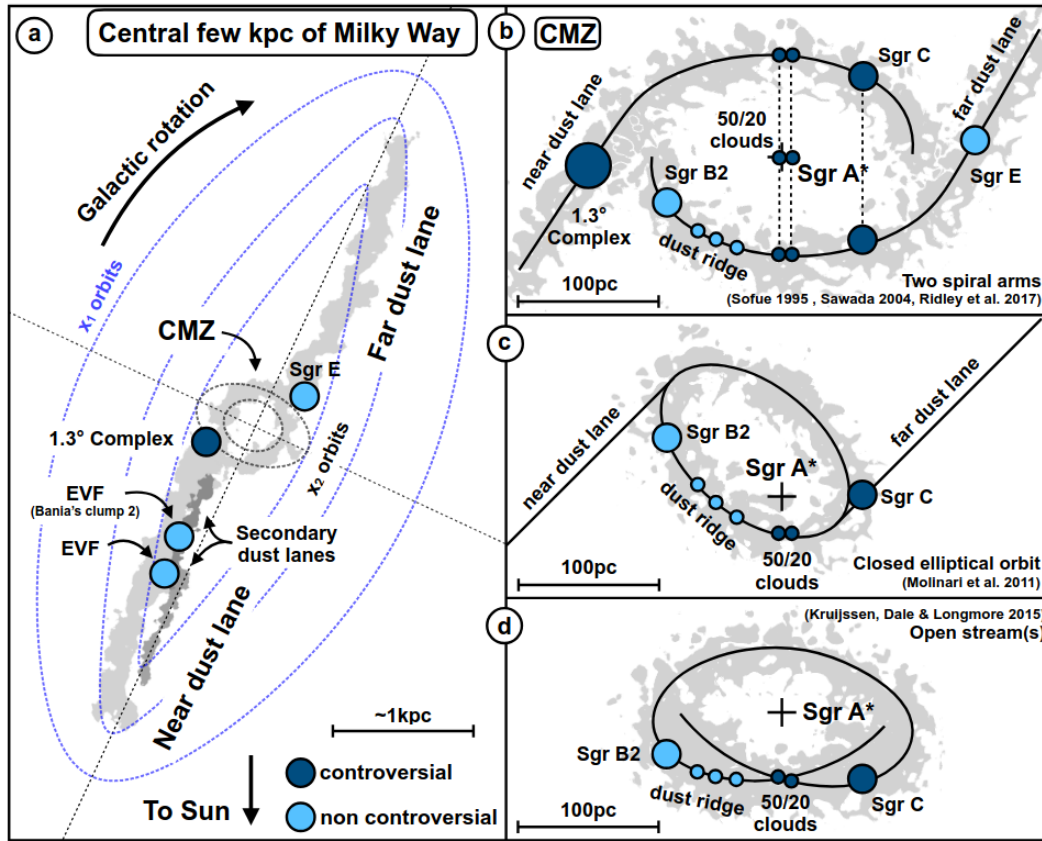 a
Central few kpc of Milky Way
Galactic rotation
x1 orbits
CMZ
Far dust lane
Sgr E
1.3° Complex
x2 orbits
EVF
(Bania's clump 2)
EVF
Secondary
dust lanes
Near dust lane
~1kpc
To Sun
controversial
non controversial
b
CMZ
near dust lane
Sgr C
far dust lane
50/20
clouds
Sgr A*
Sgr B2
Sgr E
1.3°
Complex
dust ridge
100pc
Two spiral arms
(Sofue 1995 , Sawada 2004, Ridley et al. 2017)
c
near dust lane
far dust lane
Sgr B2
Sgr A*
Sgr C
dust ridge
50/20
clouds
100pc
Closed elliptical orbit
(Molinari et al. 2011)
d
(Kruijssen, Dale & Longmore 2015)
Open stream(s)
Sgr A*
Sgr B2
dust ridge
50/20
clouds
Sgr C
100pc